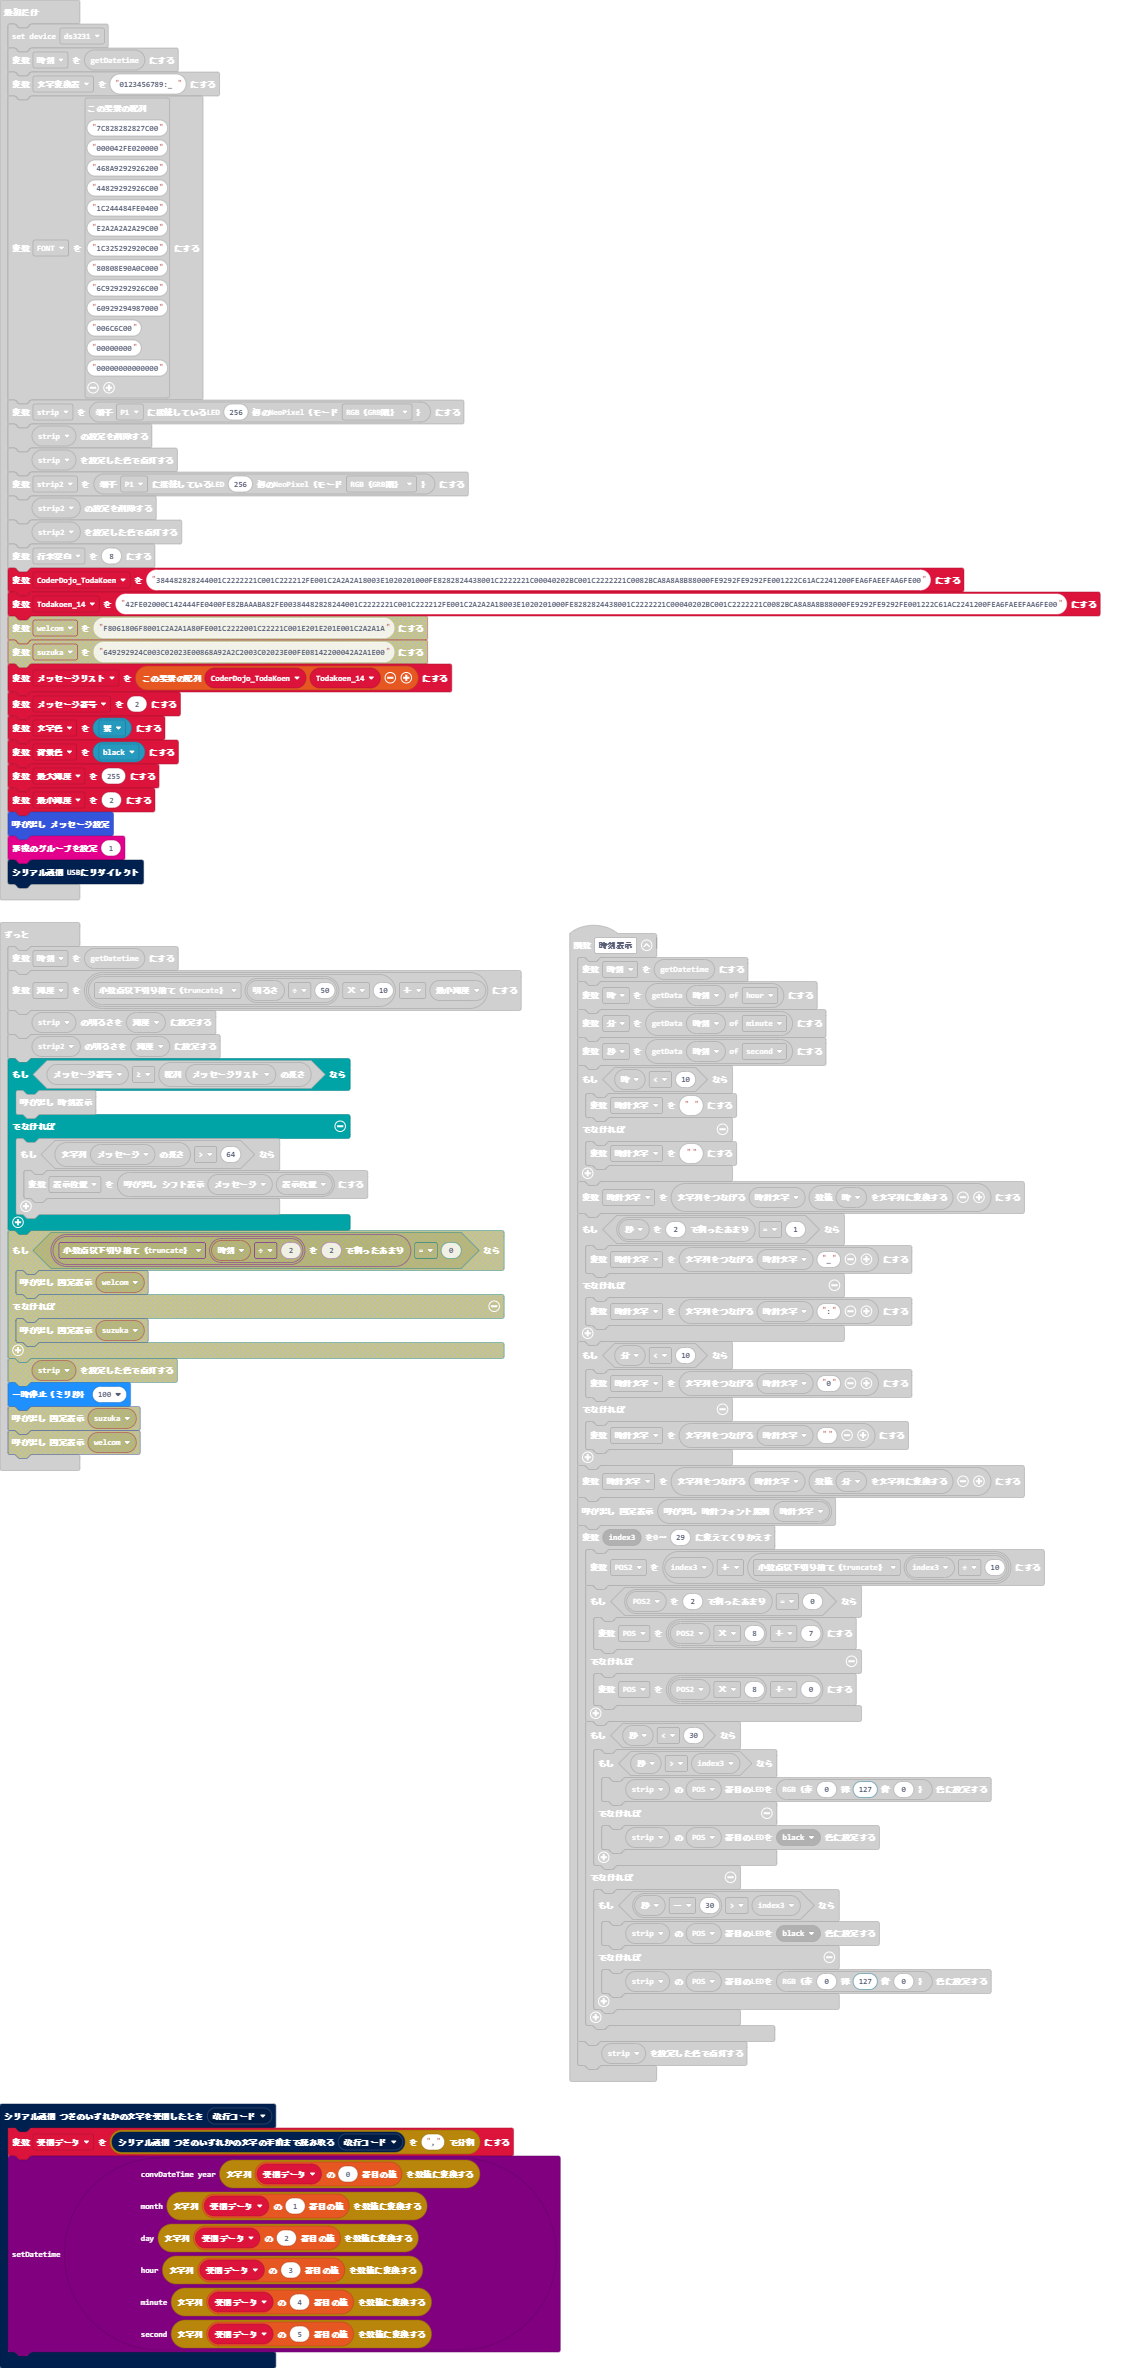 最初だけ
set device ds3231
変数 時刻 を getDatetime にする
変数 文字変換表 を "0123456789:_ " にする
この要素の配列
"7C828282827C00"
"000042FE020000"
"468A9292926200"
"44829292926C00"
"1C244484FE0400"
"E2A2A2A2A29C00"
変数 FONT を "1C325292920C00" にする
"80808E90A0C000"
"6C929292926C00"
"60929294987000"
"006C6C00"
"00000000"
"00000000000000"
変数 strip を 端子 P1 に接続しているLED 256 個のNeoPixel (モード RGB (GRB順) ) にする
strip の設定を削除する
strip を設定した色で点灯する
変数 strip2 を 端子 P1 に接続しているLED 256 個のNeoPixel (モード RGB (GRB順) ) にする
strip2 の設定を削除する
strip2 を設定した色で点灯する
変数 行末空白 を 8 にする
変数 CoderDojo_TodaKoen を "384482828244001C2222221C001C222212FE001C2A2A2A18003E1020201000FE8282824438001C2222221C00040202BC001C2222221C0082BCA8A8A8B88000FE9292FE9292FE001222C61AC2241200FEA6FAEEFAA6FE00" にする
変数 Todakoen_14 を "42FE02000C142444FE0400FE82BAAABA82FE00384482828244001C2222221C001C222212FE001C2A2A2A18003E1020201000FE8282824438001C2222221C00040202BC001C2222221C0082BCA8A8A8B88000FE9292FE9292FE001222C61AC2241200FEA6FAEEFAA6FE00" にする
変数 welcom を "F8061806F8001C2A2A1A80FE001C2222001C22221C001E201E201E001C2A2A1A" にする
変数 suzuka を "649292924C003C02023E00868A92A2C2003C02023E00FE08142200042A2A1E00" にする
変数 メッセージリスト を この要素の配列 CoderDojo_TodaKoen Todakoen_14 にする
変数 メッセージ番号 を 2 にする
変数 文字色 を 紫 にする
変数 背景色 を black にする
変数 最大輝度 を 255 にする
変数 最小輝度 を 2 にする
呼び出し メッセージ設定
無線のグループを設定 1
シリアル通信 USBにリダイレクト
ずっと
変数 時刻 を getDatetime にする
変数 輝度 を 小数点以下切り捨て (truncate) 明るさ ÷ 50 × 10 + 最小輝度 にする
strip の明るさを 輝度 に設定する
strip2 の明るさを 輝度 に設定する
もし メッセージ番号 ≥ 配列 メッセージリスト の長さ なら
呼び出し 時刻表示
でなければ
もし 文字列 メッセージ の長さ > 64 なら
変数 表示位置 を 呼び出し シフト表示 メッセージ 表示位置 にする
もし 小数点以下切り捨て (truncate) 時刻 ÷ 2 を 2 で割ったあまり = 0 なら
呼び出し 固定表示 welcom
でなければ
呼び出し 固定表示 suzuka
strip を設定した色で点灯する
一時停止 (ミリ秒) 100
呼び出し 固定表示 suzuka
呼び出し 固定表示 welcom
関数 時刻表示
変数 時刻 を getDatetime にする
変数 時 を getData 時刻 of hour にする
変数 分 を getData 時刻 of minute にする
変数 秒 を getData 時刻 of second にする
もし 時 < 10 なら
変数 時計文字 を " " にする
でなければ
変数 時計文字 を "" にする
変数 時計文字 を 文字列をつなげる 時計文字 数値 時 を文字列に変換する にする
もし 秒 を 2 で割ったあまり = 1 なら
変数 時計文字 を 文字列をつなげる 時計文字 "_" にする
でなければ
変数 時計文字 を 文字列をつなげる 時計文字 ":" にする
もし 分 < 10 なら
変数 時計文字 を 文字列をつなげる 時計文字 "0" にする
でなければ
変数 時計文字 を 文字列をつなげる 時計文字 "" にする
変数 時計文字 を 文字列をつなげる 時計文字 数値 分 を文字列に変換する にする
呼び出し 固定表示 呼び出し 時計フォント展開 時計文字
変数 index3 を0～ 29 に変えてくりかえす
変数 POS2 を index3 + 小数点以下切り捨て (truncate) index3 ÷ 10 にする
もし POS2 を 2 で割ったあまり = 0 なら
変数 POS を POS2 × 8 + 7 にする
でなければ
変数 POS を POS2 × 8 + 0 にする
もし 秒 < 30 なら
もし 秒 > index3 なら
strip の POS 番目のLEDを RGB (赤 0 緑 127 青 0 ) 色に設定する
でなければ
strip の POS 番目のLEDを black 色に設定する
でなければ
もし 秒 - 30 > index3 なら
strip の POS 番目のLEDを black 色に設定する
でなければ
strip の POS 番目のLEDを RGB (赤 0 緑 127 青 0 ) 色に設定する
strip を設定した色で点灯する
シリアル通信 つぎのいずれかの文字を受信したとき 改行コード
変数 受信データ を シリアル通信 つぎのいずれかの文字の手前まで読み取る 改行コード を "," で分割 にする
convDateTime year 文字列 受信データ の 0 番目の値 を数値に変換する
month 文字列 受信データ の 1 番目の値 を数値に変換する
day 文字列 受信データ の 2 番目の値 を数値に変換する
setDatetime
hour 文字列 受信データ の 3 番目の値 を数値に変換する
minute 文字列 受信データ の 4 番目の値 を数値に変換する
second 文字列 受信データ の 5 番目の値 を数値に変換する